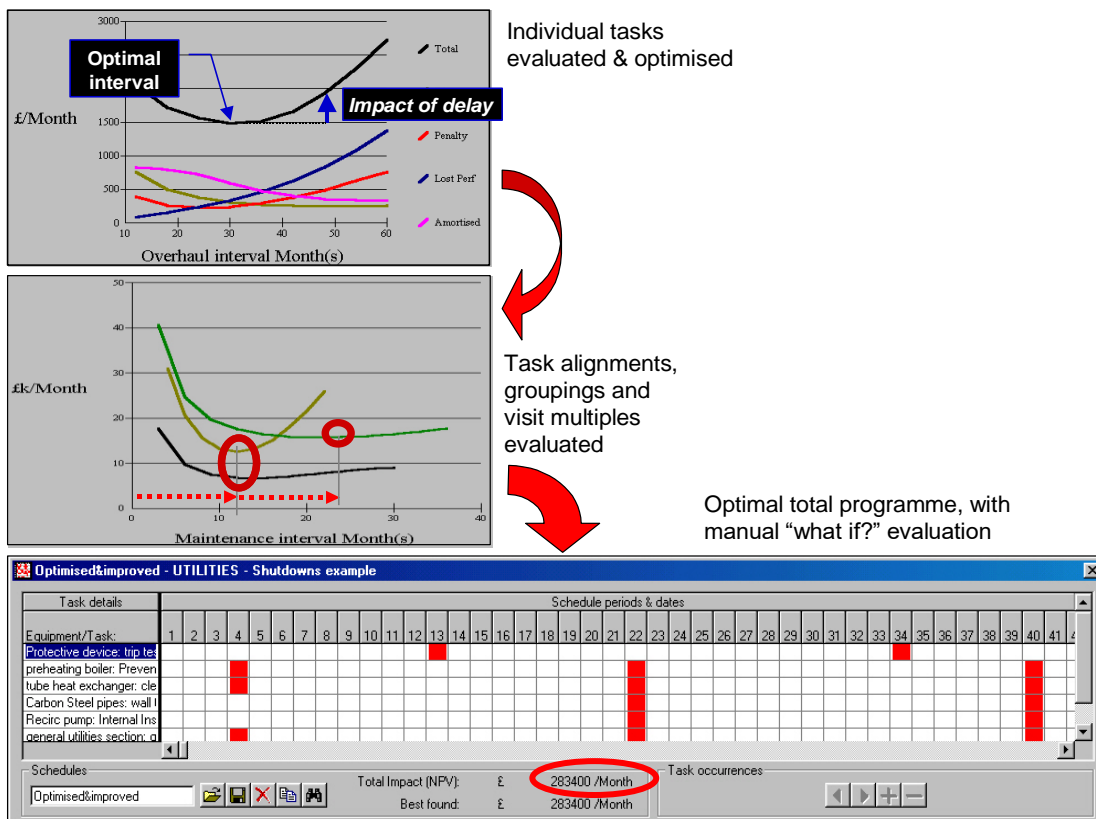 3000
Optimal
interval
Impact of delay
£/Month
1500
1000
500
0
10
20
30
40
50
60
Overhaul interval Month(s)
Total
Penalty
Lost Perf
Amortised
Individual tasks
evaluated & optimised
50
40
30
20
10
0
£k/Month
0
10
20
30
40
Maintenance interval Month(s)
Task alignments,
groupings and
visit multiples
evaluated
Optimal total programme, with
manual “what if?” evaluation
Optimised&improved - UTILITIES - Shutdowns example
Task details
Schedule periods & dates
Equipment/Task:
1 2 3 4 5 6 7 8 9 10 11 12 13 14 15 16 17 18 19 20 21 22 23 24 25 26 27 28 29 30 31 32 33 34 35 36 37 38 39 40 41
Protective device: trip tes
preheating boiler: Preven
tube heat exchanger: cle
Carbon Steel pipes: wall
Recirc pump: Internal Ins
general utilities section: g
Schedules
Optimised&improved
Total Impact (NPV): £ 283400 /Month
Best found: £ 283400 /Month
Task occurrences